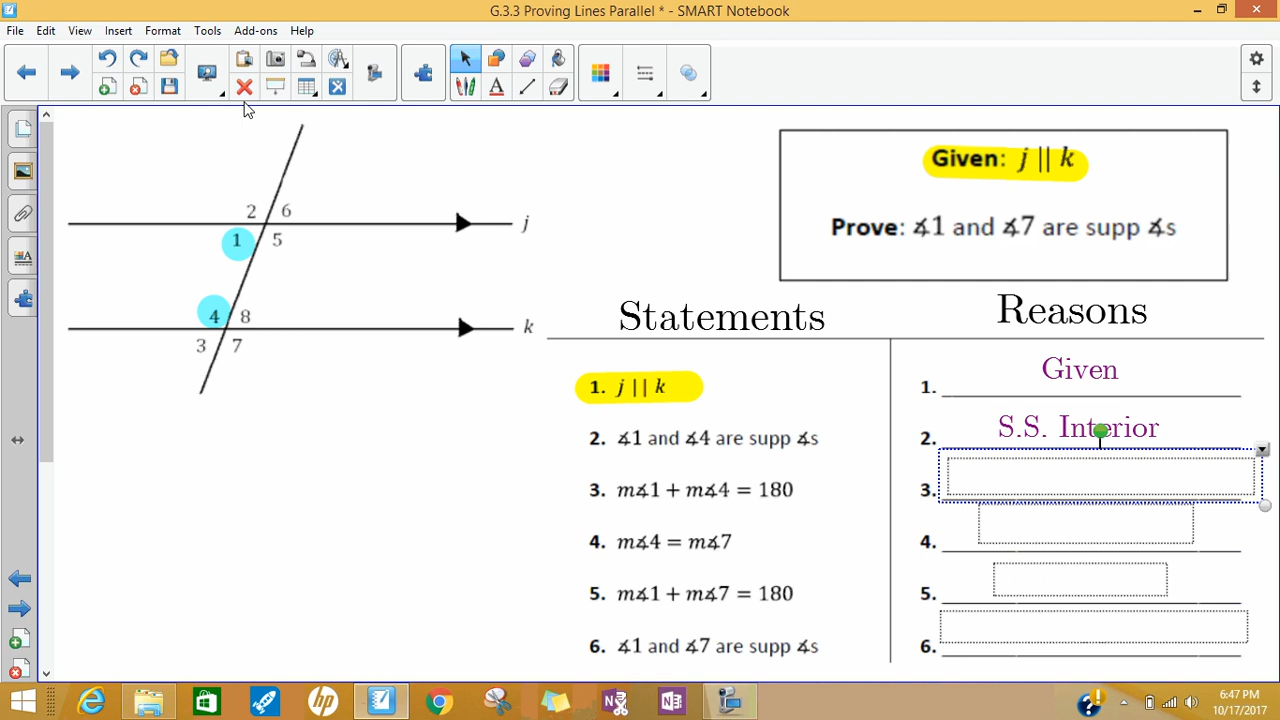 G.3.3 Proving Lines Parallel * - SMART Notebook
File Edit View Insert Format Tools Add-ons Help
2 6
j
1 5
4 8
k
3 7
Given: j || k
Prove: ∡1 and ∡7 are supp ∡s
Statements Reasons
1. j || k
1. Given
2. ∡1 and ∡4 are supp ∡s
2. S.S. Interior
3. m∡1 + m∡4 = 180
3.
4. m∡4 = m∡7
4.
5. m∡1 + m∡7 = 180
5.
6. ∡1 and ∡7 are supp ∡s
6.
6:47 PM
10/17/2017